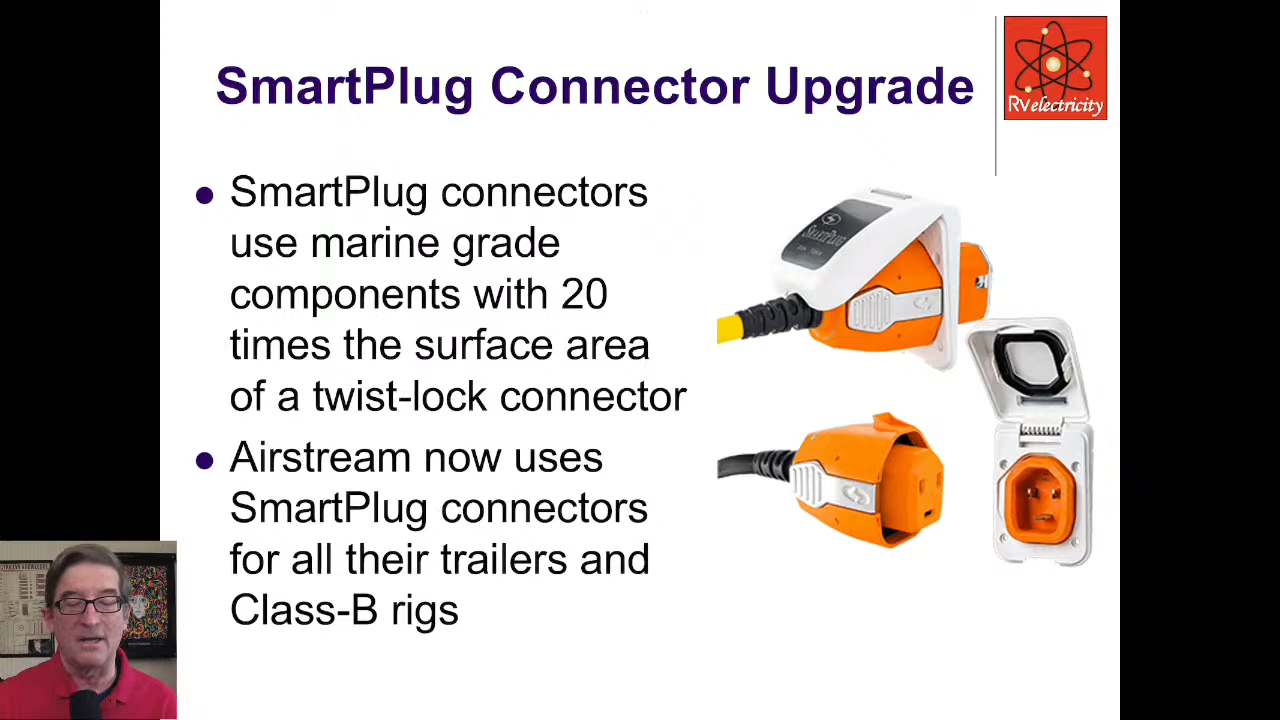 SmartPlug Connector Upgrade
RVelectricity
SmartPlug connectors
use marine grade
components with 20
times the surface area
of a twist-lock connector
SMARTPLUG
Airstream now uses
SmartPlug connectors
for all their trailers and
Class-B rigs